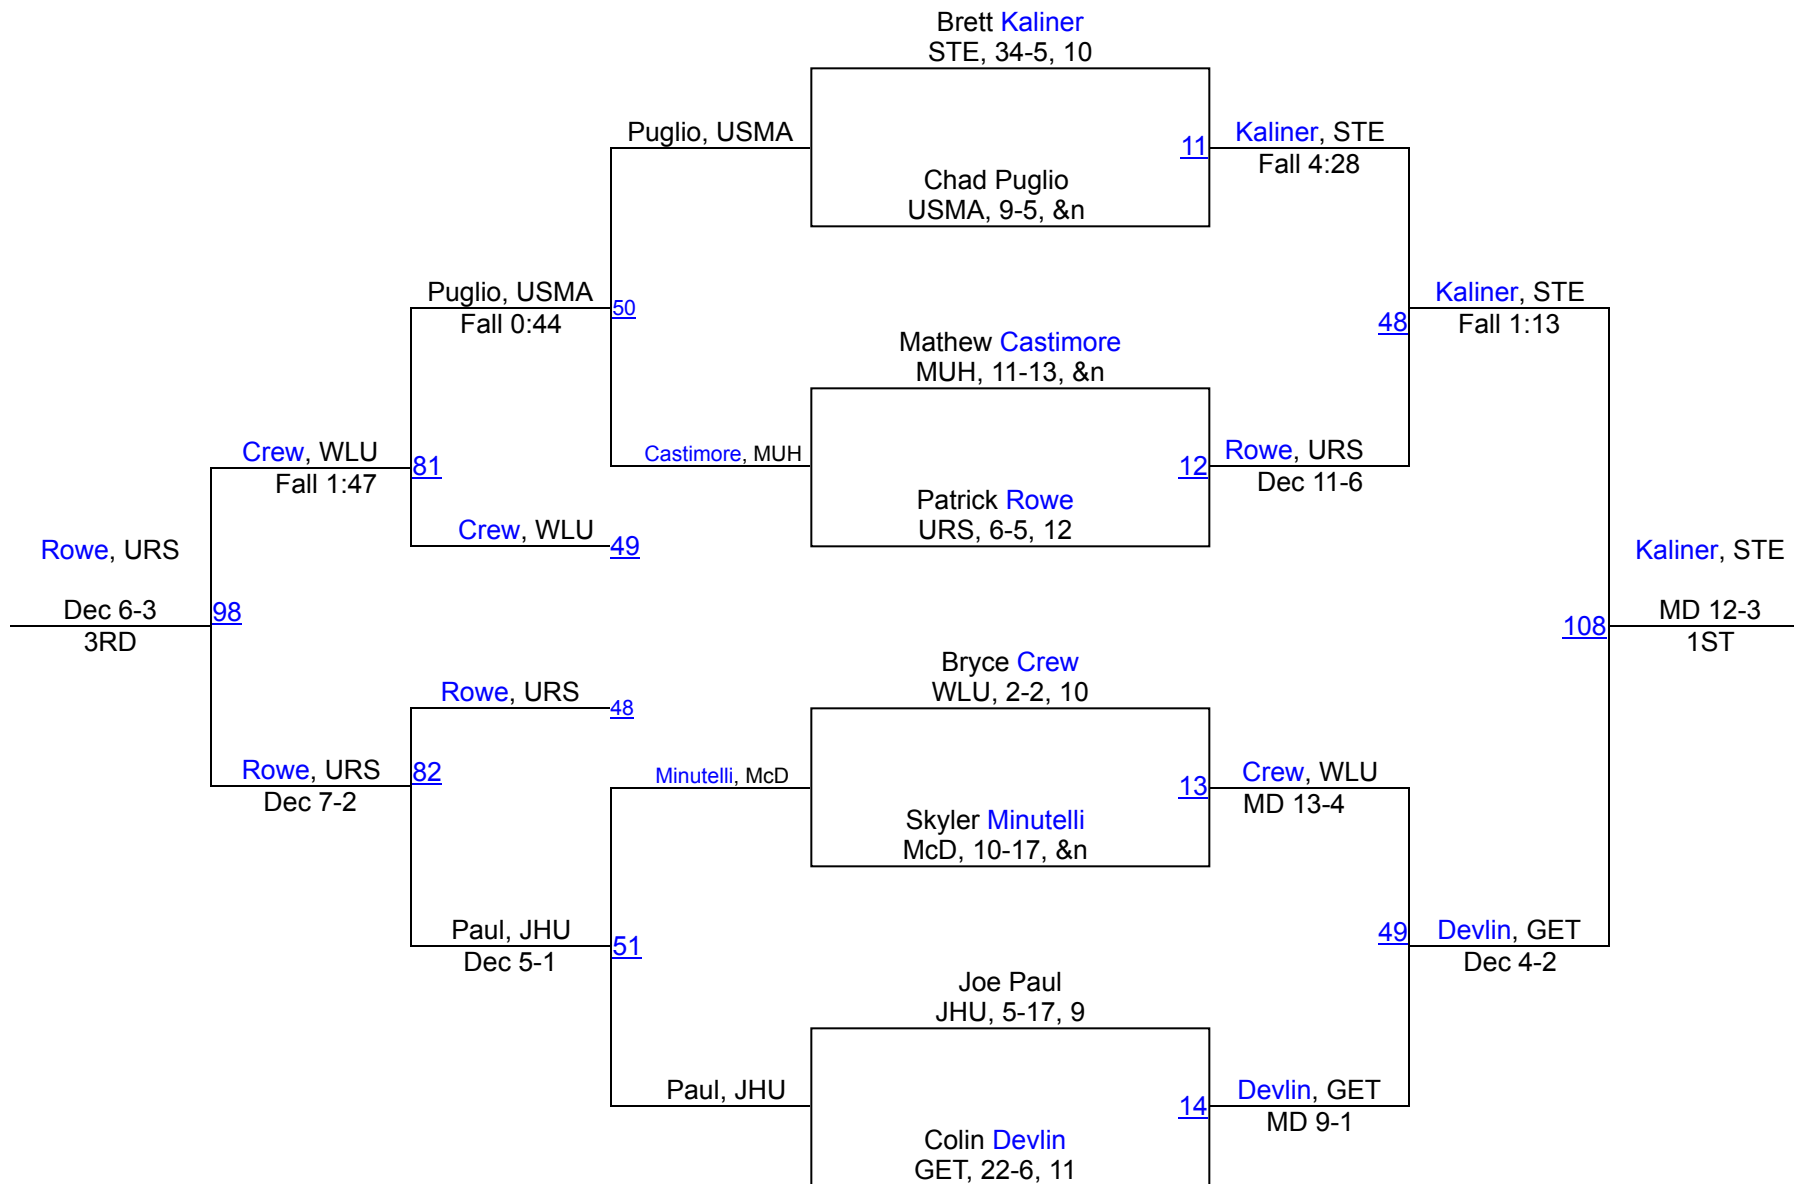 Brett Kaliner
STE, 34-5, 10
Puglio, USMA
11
Kaliner, STE
Fall 4:28
Chad Puglio
USMA, 9-5, &n
Puglio, USMA
Fall 0:44
50
Kaliner, STE
Fall 1:13
48
Mathew Castimore
MUH, 11-13, &n
Crew, WLU
Fall 1:47
81
Castimore, MUH
12
Rowe, URS
Dec 11-6
Patrick Rowe
URS, 6-5, 12
Crew, WLU
49
Rowe, URS
Dec 6-3
3RD
98
Kaliner, STE
MD 12-3
1ST
108
Bryce Crew
WLU, 2-2, 10
Rowe, URS
48
Rowe, URS
Dec 7-2
82
Minutelli, McD
13
Crew, WLU
MD 13-4
Skyler Minutelli
McD, 10-17, &n
Paul, JHU
Dec 5-1
51
49
Devlin, GET
Dec 4-2
Joe Paul
JHU, 5-17, 9
Paul, JHU
14
Devlin, GET
MD 9-1
Colin Devlin
GET, 22-6, 11